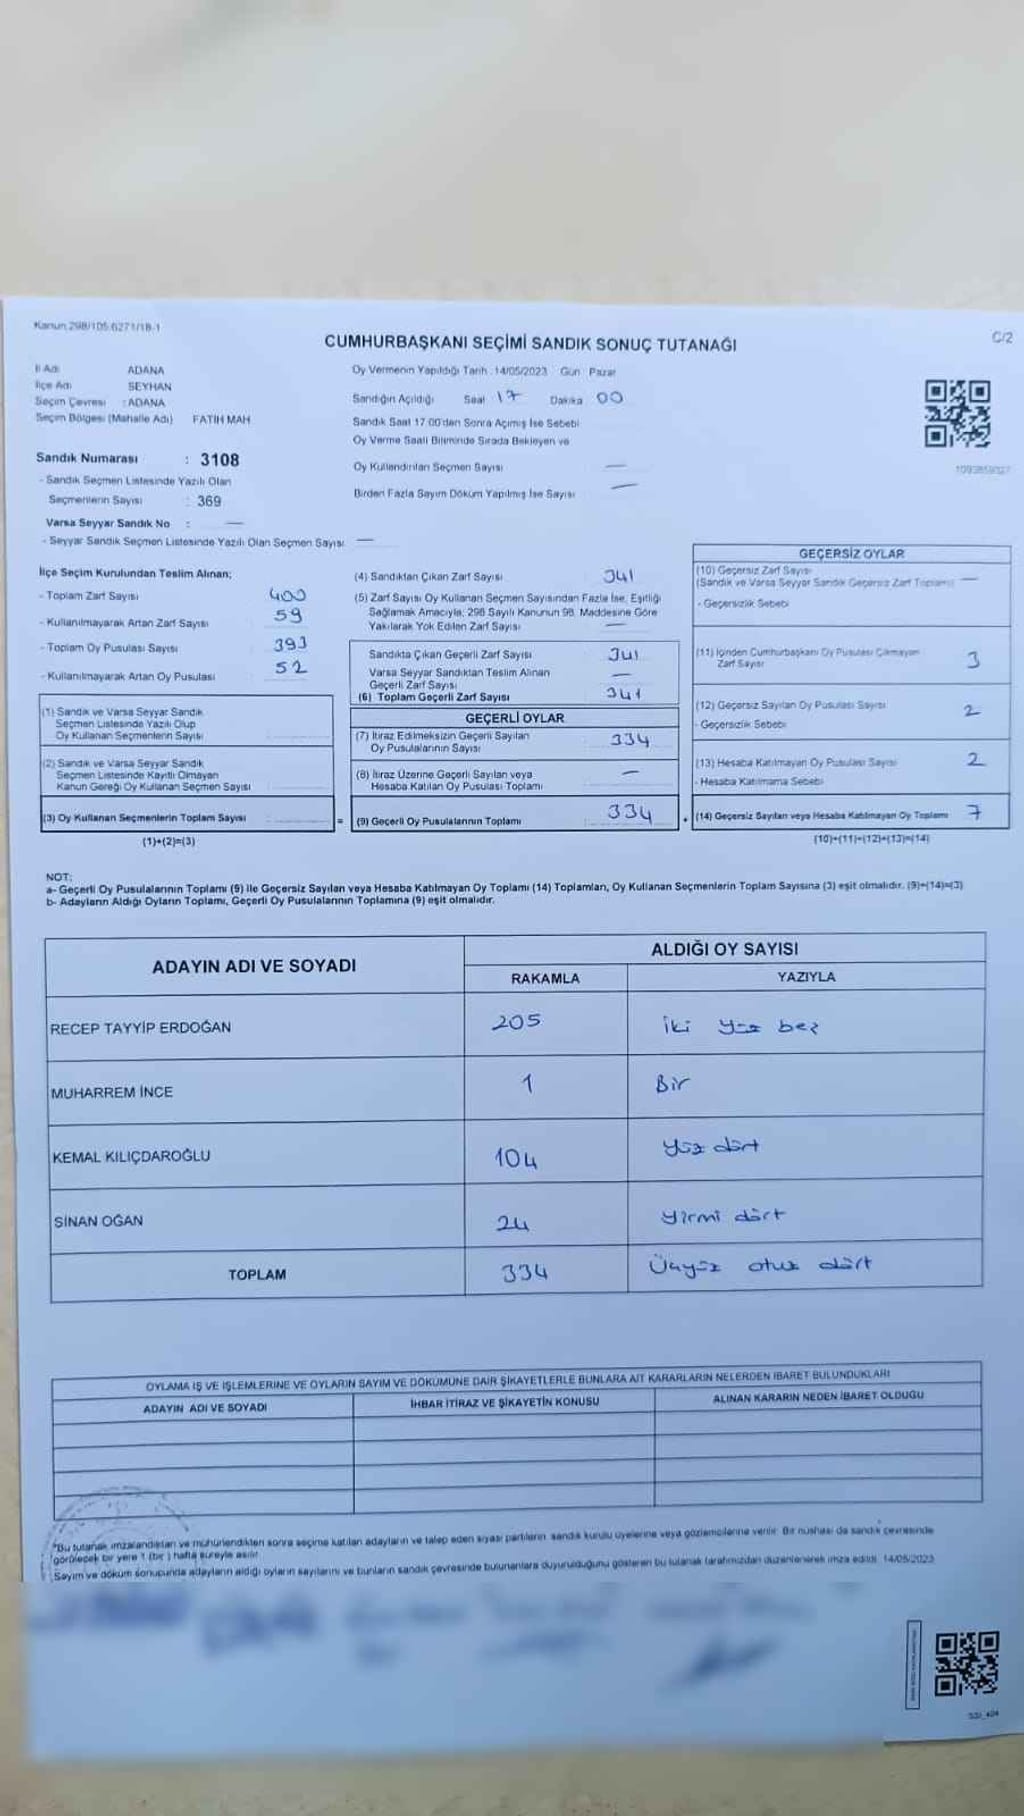 Kanun 298/105 6271/18-1
C/2
CUMHURBAŞKANI SEÇİMİ SANDIK SONUÇ TUTANAĞI
İl Adı ADANA
İlçe Adı SEYHAN
Seçim Çevresi : ADANA
Seçim Bölgesi (Mahalle Adı) FATİH MAH
Sandık Numarası : 3108
- Sandık Seçmen Listesinde Yazılı Olan
Seçmenlerin Sayısı : 369
Varsa Seyyar Sandık No : —
- Seyyar Sandık Seçmen Listesinde Yazılı Olan Seçmen Sayısı —
Oy Vermenin Yapıldığı Tarih : 14/05/2023 Gün : Pazar
Sandığın Açıldığı Saat 17 Dakika 00
Sandık Saat 17.00'den Sonra Açımış İse Sebebi
Oy Verme Saati Bitiminde Sırada Bekleyen ve
Oy Kullandırılan Seçmen Sayısı —
Birden Fazla Sayım Döküm Yapılmış İse Sayısı —
İlçe Seçim Kurulundan Teslim Alınan;
- Toplam Zarf Sayısı 400
- Kullanılmayarak Artan Zarf Sayısı 59
- Toplam Oy Pusulası Sayısı 393
- Kullanılmayarak Artan Oy Pusulası 52
(1) Sandık ve Varsa Seyyar Sandık
Seçmen Listesinde Yazılı Olup
Oy Kullanan Seçmenlerin Sayısı
(2) Sandık ve Varsa Seyyar Sandık
Seçmen Listesinde Kayıtlı Olmayan
Kanun Gereği Oy Kullanan Seçmen Sayısı
(3) Oy Kullanan Seçmenlerin Toplam Sayısı
(1)+(2)=(3)
(4) Sandıktan Çıkan Zarf Sayısı 341
(5) Zarf Sayısı Oy Kullanan Seçmen Sayısından Fazla İse, Eşitliği
Sağlamak Amacıyla, 298 Sayılı Kanunun 98. Maddesine Göre
Yakılarak Yok Edilen Zarf Sayısı —
Sandıkta Çıkan Geçerli Zarf Sayısı 341
Varsa Seyyar Sandıktan Teslim Alınan
Geçerli Zarf Sayısı —
(6) Toplam Geçerli Zarf Sayısı 341
GEÇERLİ OYLAR
(7) İtiraz Edilmeksizin Geçerli Sayılan
Oy Pusulalarının Sayısı 334
(8) İtiraz Üzerine Geçerli Sayılan veya
Hesaba Katılan Oy Pusulası Toplamı —
= (9) Geçerli Oy Pusulalarının Toplamı 334
GEÇERSİZ OYLAR
(10) Geçersiz Zarf Sayısı
(Sandık ve Varsa Seyyar Sandık Geçersiz Zarf Toplamı) —
- Geçersizlik Sebebi
(11) İçinden Cumhurbaşkanı Oy Pusulası Çıkmayan
Zarf Sayısı 3
(12) Geçersiz Sayılan Oy Pusulası Sayısı 2
- Geçersizlik Sebebi
(13) Hesaba Katılmayan Oy Pusulası Sayısı 2
- Hesaba Katılmama Sebebi
(14) Geçersiz Sayılan veya Hesaba Katılmayan Oy Toplamı 7
(10)+(11)+(12)+(13)=(14)
NOT:
a- Geçerli Oy Pusulalarının Toplamı (9) ile Geçersiz Sayılan veya Hesaba Katılmayan Oy Toplamı (14) Toplamları, Oy Kullanan Seçmenlerin Toplam Sayısına (3) eşit olmalıdır. (9)+(14)=(3)
b- Adayların Aldığı Oyların Toplamı, Geçerli Oy Pusulalarının Toplamına (9) eşit olmalıdır.
ADAYIN ADI VE SOYADI ALDIĞI OY SAYISI
RAKAMLA YAZIYLA
RECEP TAYYİP ERDOĞAN 205 iki yüz beş
MUHARREM İNCE 1 Bir
KEMAL KILIÇDAROĞLU 104 Yüz dört
SİNAN OĞAN 24 Yirmi dört
TOPLAM 334 Üçyüz otuz dört
OYLAMA İŞ VE İŞLEMLERİNE VE OYLARIN SAYIM VE DÖKÜMÜNE DAİR ŞİKAYETLERLE BUNLARA AİT KARARLARIN NELERDEN İBARET BULUNDUKLARI
ADAYIN ADI VE SOYADI İHBAR İTİRAZ VE ŞİKAYETİN KONUSU ALINAN KARARIN NEDEN İBARET OLDUĞU
"Bu tutanak imzalandıktan ve mühürlendikten sonra seçime katılan adayların ve talep eden siyasi partilerin sandık kurulu üyelerine veya gözlemcilerine verilir. Bir nüshası da sandık çevresinde
görülecek bir yere 1 (bir ) hafta süreyle asılır
Sayım ve döküm sonucunda adayların aldığı oyların sayılarını ve bunların sandık çevresinde bulunanlara duyurulduğunu gösteren bu tutanak tarafımızdan düzenlenerek imza edildi. 14/05/2023